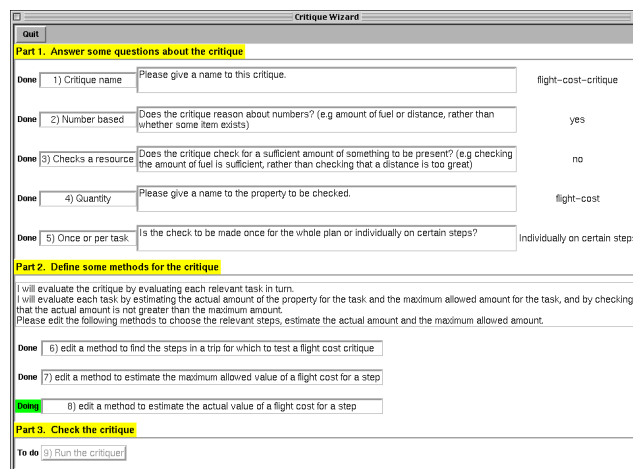 Critique Wizard
Quit
Part 1. Answer some questions about the critique
Done 1) Critique name Please give a name to this critique. flight-cost-critique
Done 2) Number based Does the critique reason about numbers? (e.g amount of fuel or distance, rather than
whether some item exists) yes
Done 3) Checks a resource Does the critique check for a sufficient amount of something to be present? (e.g checking
the amount of fuel is sufficient, rather than checking that a distance is too great) no
Done 4) Quantity Please give a name to the property to be checked. flight-cost
Done 5) Once or per task Is the check to be made once for the whole plan or individually on certain steps? Individually on certain steps
Part 2. Define some methods for the critique
I will evaluate the critique by evaluating each relevant task in turn.
I will evaluate each task by estimating the actual amount of the property for the task and the maximum allowed amount for the task, and by checking
that the actual amount is not greater than the maximum amount.
Please edit the following methods to choose the relevant steps, estimate the actual amount and the maximum allowed amount.
Done 6) edit a method to find the steps in a trip for which to test a flight cost critique
Done 7) edit a method to estimate the maximum allowed value of a flight cost for a step
Doing 8) edit a method to estimate the actual value of a flight cost for a step
Part 3. Check the critique
To do 9) Run the critiquer